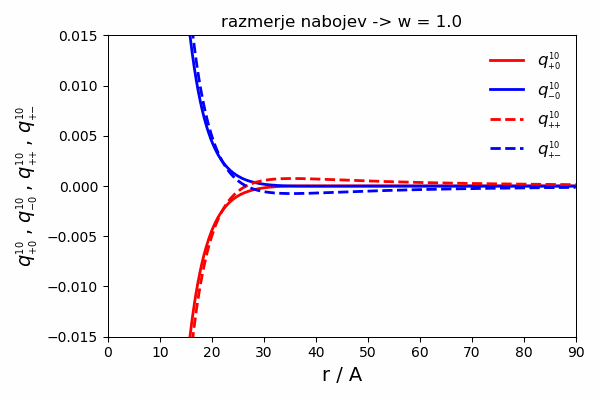 razmerje nabojev -> w = 1.0
q^{10}_{+0} , q^{10}_{-0} , q^{10}_{++} , q^{10}_{+-}
0.015
0.010
0.005
0.000
−0.005
−0.010
−0.015
q^{10}_{+0}
q^{10}_{-0}
q^{10}_{++}
q^{10}_{+-}
0 10 20 30 40 50 60 70 80 90
r / A